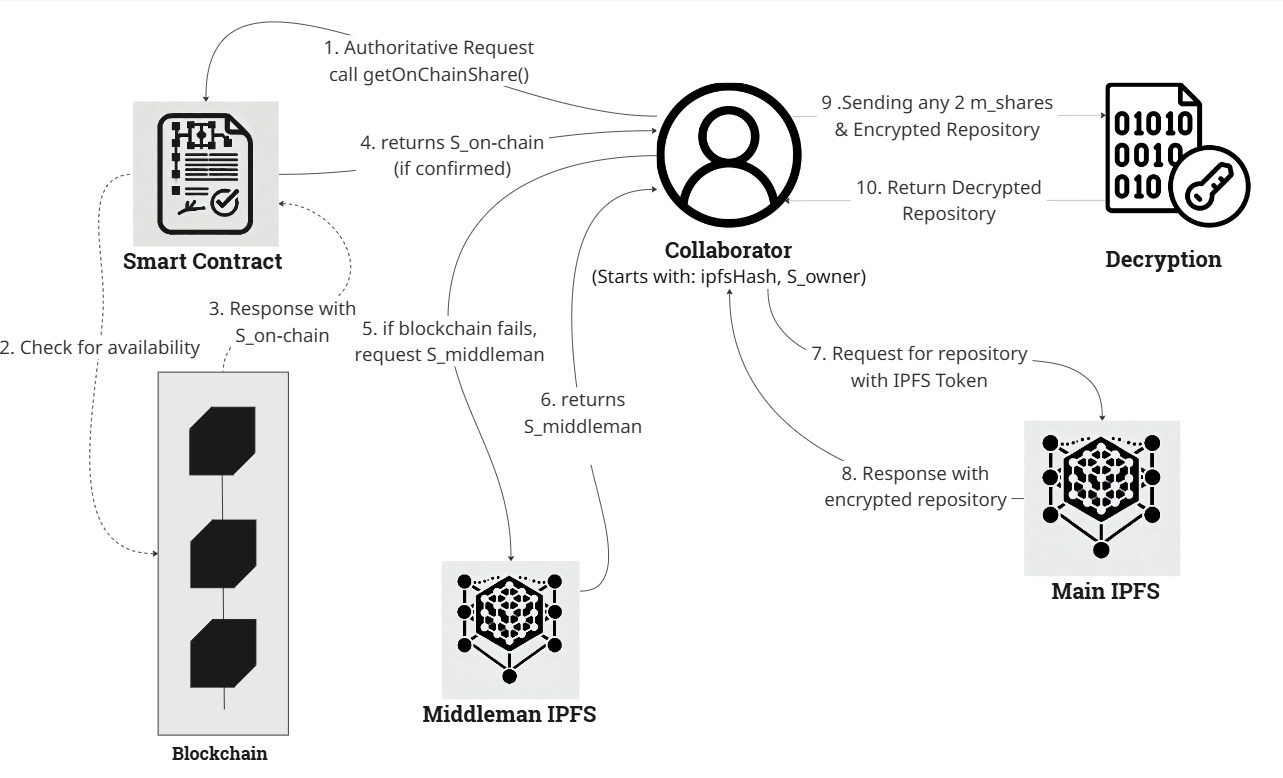 1. Authoritative Request
call getOnChainShare()
9 .Sending any 2 m_shares
& Encrypted Repository
01010
0010
010
4. returns S_on-chain
(if confirmed)
10. Return Decrypted
Repository
Smart Contract
Collaborator
(Starts with: ipfsHash, S_owner)
Decryption
3. Response with
S_on-chain
2. Check for availability
5. if blockchain fails,
request S_middleman
7. Request for repository
with IPFS Token
6. returns
S_middleman
8. Response with
encrypted repository
Main IPFS
Middleman IPFS
Blockchain